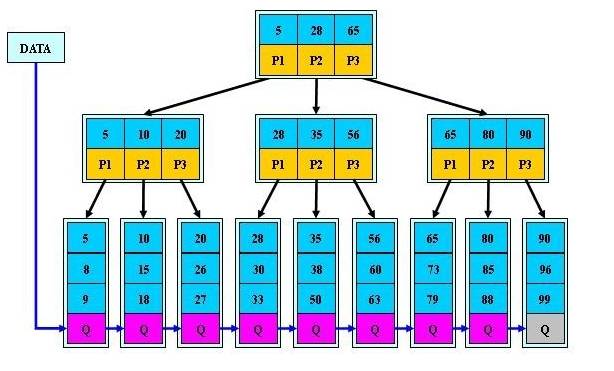 5 28 65
DATA
P1 P2 P3
5 10 20 28 35 56 65 80 90
P1 P2 P3 P1 P2 P3 P1 P2 P3
5 10 20 28 35 56 65 80 90
8 15 26 30 38 60 73 85 96
9 18 27 33 50 63 79 88 99
Q Q Q Q Q Q Q Q Q